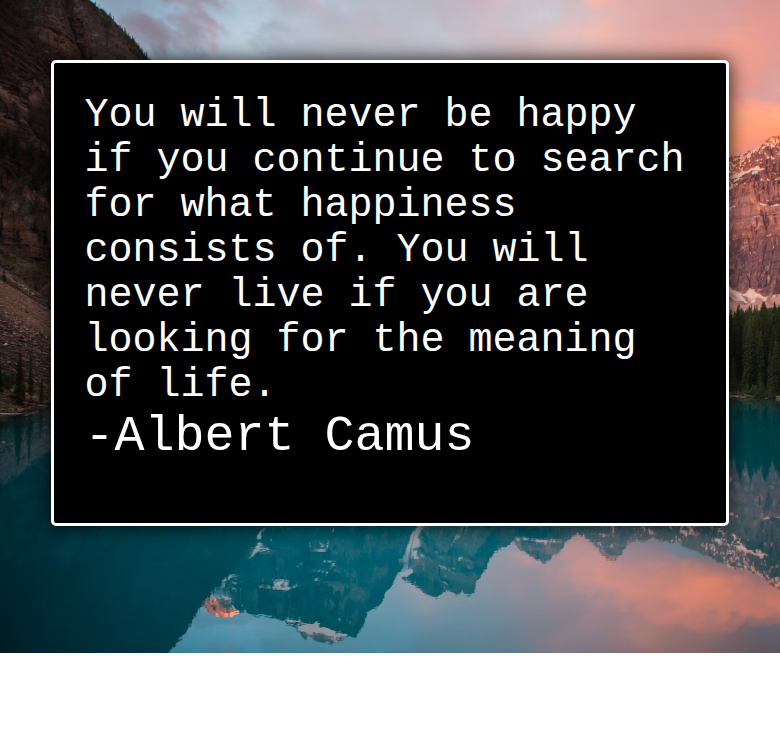 You will never be happy
if you continue to search
for what happiness
consists of. You will
never live if you are
looking for the meaning
of life.
-Albert Camus